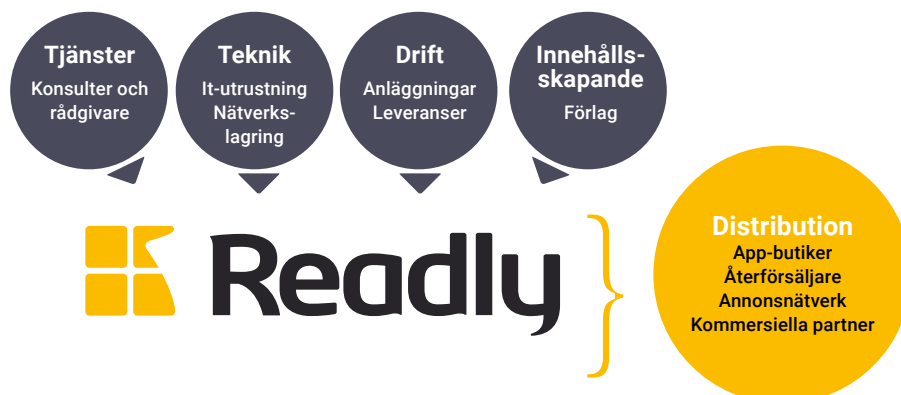 Tjänster
Konsulter och
rådgivare
Teknik
It-utrustning
Nätverks-
lagring
Drift
Anläggningar
Leveranser
Innehålls-
skapande
Förlag
Readly
Distribution
App-butiker
Återförsäljare
Annonsnätverk
Kommersiella partner